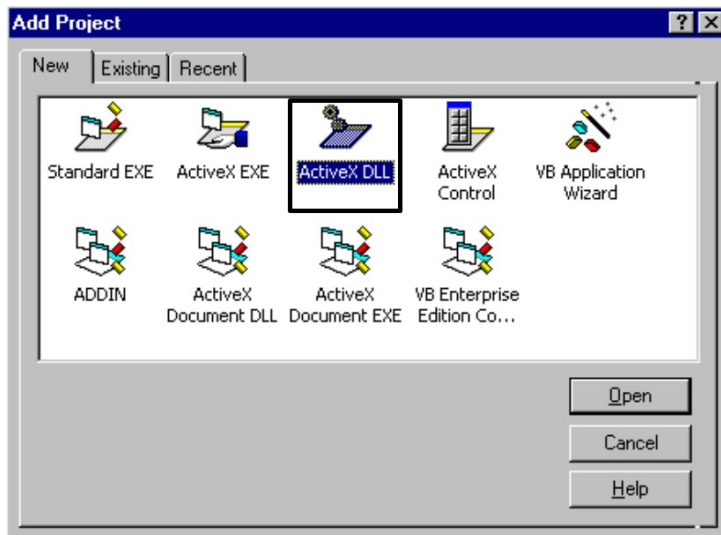 Add Project
New Existing Recent
Standard EXE ActiveX EXE ActiveX DLL ActiveX Control VB Application Wizard
ADDIN ActiveX Document DLL ActiveX Document EXE VB Enterprise Edition Co...
Open
Cancel
Help